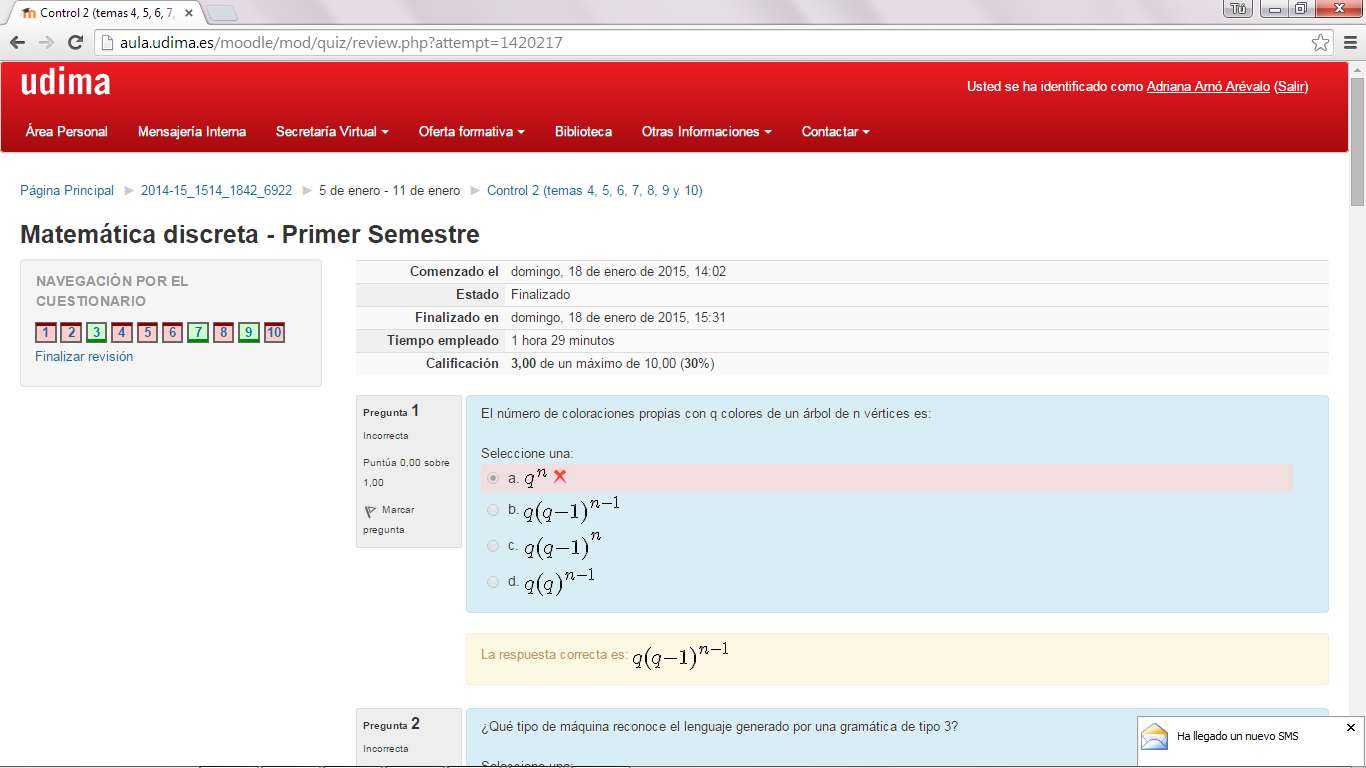 Control 2 (temas 4, 5, 6, 7,
Tú
aula.udima.es/moodle/mod/quiz/review.php?attempt=1420217
udima
Usted se ha identificado como Adriana Arnó Arévalo (Salir)
Área Personal Mensajería Interna Secretaría Virtual Oferta formativa Biblioteca Otras Informaciones Contactar
Página Principal ► 2014-15_1514_1842_6922 ► 5 de enero - 11 de enero ► Control 2 (temas 4, 5, 6, 7, 8, 9 y 10)
Matemática discreta - Primer Semestre
NAVEGACIÓN POR EL
CUESTIONARIO
1 2 3 4 5 6 7 8 9 10
Finalizar revisión
Comenzado el domingo, 18 de enero de 2015, 14:02
Estado Finalizado
Finalizado en domingo, 18 de enero de 2015, 15:31
Tiempo empleado 1 hora 29 minutos
Calificación 3,00 de un máximo de 10,00 (30%)
Pregunta 1
Incorrecta
Puntúa 0,00 sobre
1,00
Marcar
pregunta
El número de coloraciones propias con q colores de un árbol de n vértices es:
Seleccione una:
a. q^n
b. q(q−1)^{n−1}
c. q(q−1)^n
d. q(q)^{n−1}
La respuesta correcta es: q(q−1)^{n−1}
Pregunta 2
Incorrecta
¿Qué tipo de máquina reconoce el lenguaje generado por una gramática de tipo 3?
Seleccione una:
Ha llegado un nuevo SMS